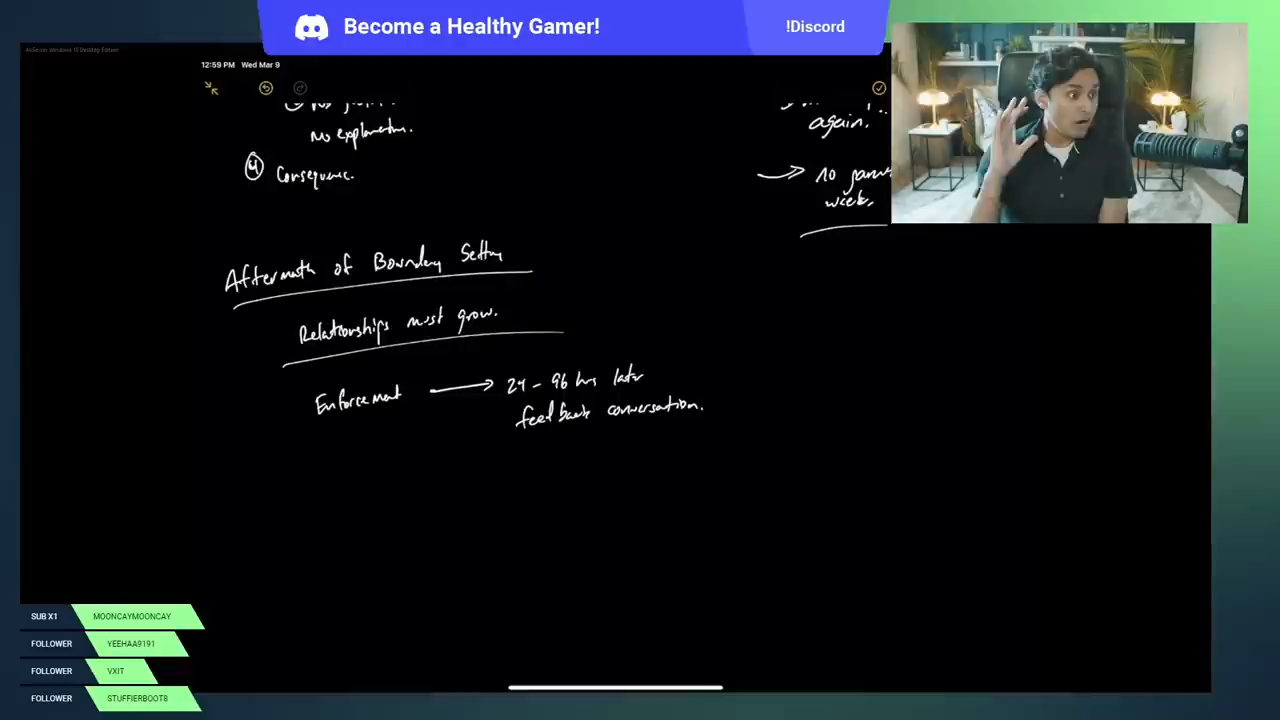 Become a Healthy Gamer!
!Discord
12:59 PM Wed Mar 9
no explanation.
again!
④ Consequence.
10
weeks,
Aftermath of Boundary Setting
Relationships must grow.
Enforcement → 24 - 96 hrs later
feedback conversation.
SUB X1 MOONCAYMOONCAY
FOLLOWER YEEHAA9191
FOLLOWER VXIT
FOLLOWER STUFFIERBOOT8